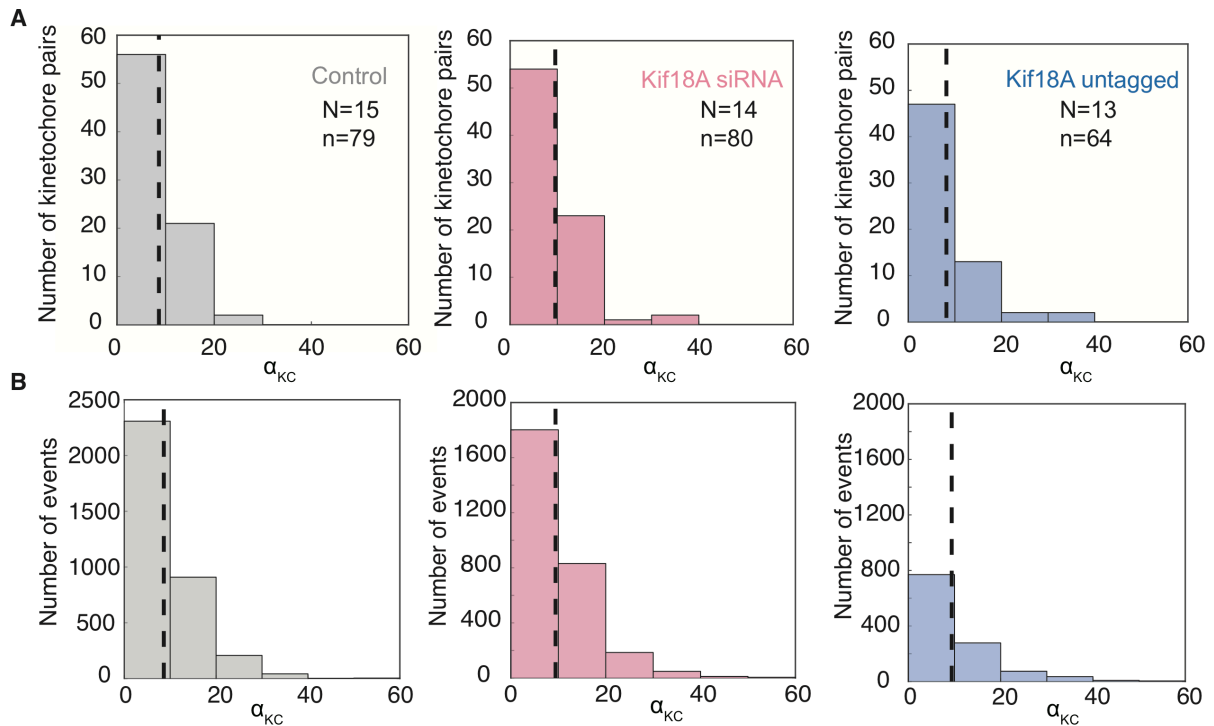 A
Number of kinetochore pairs
60
50
40
30
20
10
0
Control
N=15
n=79
0 20 40 60
αKC
Number of kinetochore pairs
60
50
40
30
20
10
0
Kif18A siRNA
N=14
n=80
0 20 40 60
αKC
Number of kinetochore pairs
60
50
40
30
20
10
0
Kif18A untagged
N=13
n=64
0 20 40 60
αKC
B
Number of events
2500
2000
1500
1000
500
0
0 20 40 60
αKC
Number of events
2000
1600
1200
800
400
0
0 20 40 60
αKC
Number of events
2000
1600
1200
800
400
0
0 20 40 60
αKC